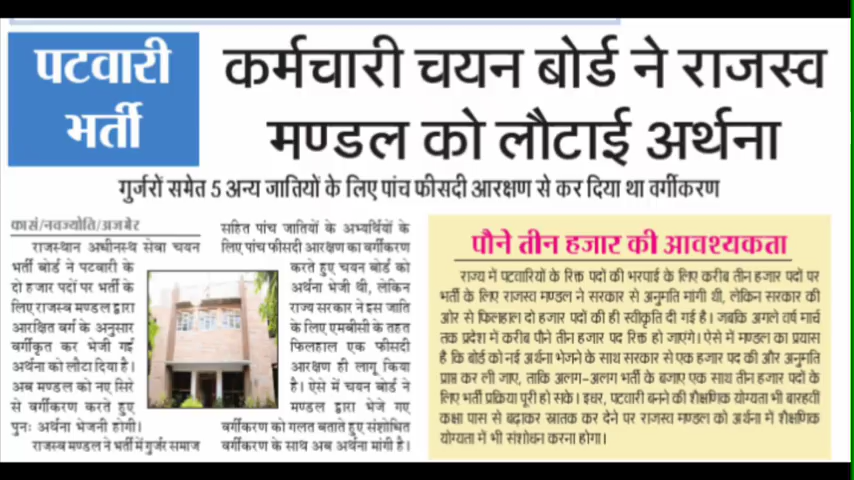 पटवारी
भर्ती
कर्मचारी चयन बोर्ड ने राजस्व
मण्डल को लौटाई अर्थना
गुर्जरों समेत 5 अन्य जातियों के लिए पांच फीसदी आरक्षण से कर दिया था वर्गीकरण
कासं/नवज्योति/अजमेर
राजस्थान अधीनस्थ सेवा चयन
भर्ती बोर्ड ने पटवारी के
दो हजार पदों पर भर्ती के
लिए राजस्व मण्डल द्वारा
आरक्षित वर्ग के अनुसार
वर्गीकृत कर भेजी गई
अर्थना को लौटा दिया है।
अब मण्डल को नए सिरे
से वर्गीकरण करते हुए
पुनः अर्थना भेजनी होगी।
राजस्व मण्डल ने भर्ती में गुर्जर समाज
सहित पांच जातियों के अभ्यर्थियों के
लिए पांच फीसदी आरक्षण का वर्गीकरण
करते हुए चयन बोर्ड को
अर्थना भेजी थी, लेकिन
राज्य सरकार ने इस जाति
के लिए एमबीसी के तहत
फिलहाल एक फीसदी
आरक्षण ही लागू किया
है। ऐसे में चयन बोर्ड ने
मण्डल द्वारा भेजे गए
वर्गीकरण को गलत बताते हुए संशोधित
वर्गीकरण के साथ अब अर्थना मांगी है।
पौने तीन हजार की आवश्यकता
राज्य में पटवारियों के रिक्त पदों की भरपाई के लिए करीब तीन हजार पदों पर
भर्ती के लिए राजस्व मण्डल ने सरकार से अनुमति मांगी थी, लेकिन सरकार की
ओर से फिलहाल दो हजार पदों की ही स्वीकृति दी गई है। जबकि अगले वर्ष मार्च
तक प्रदेश में करीब पौने तीन हजार पद रिक्त हो जाएंगे। ऐसे में मण्डल का प्रयास
है कि बोर्ड को नई अर्थना भेजने के साथ सरकार से एक हजार पद की और अनुमति
प्राप्त कर ली जाए, ताकि अलग-अलग भर्ती के बजाए एक साथ तीन हजार पदों के
लिए भर्ती प्रक्रिया पूरी हो सके। इधर, पटवारी बनने की शैक्षणिक योग्यता भी बारहवीं
कक्षा पास से बढ़ाकर स्नातक कर देने पर राजस्व मण्डल को अर्थना में शैक्षणिक
योग्यता में भी संशोधन करना होगा।